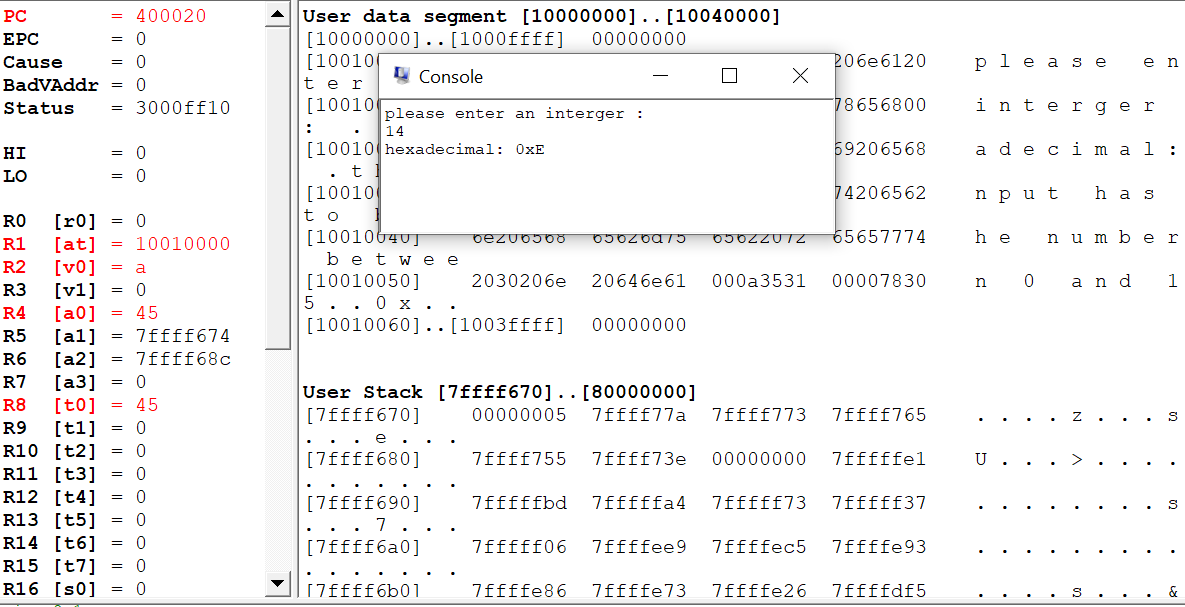 PC = 400020
EPC = 0
Cause = 0
BadVAddr = 0
Status = 3000ff10
HI = 0
LO = 0
R0 [r0] = 0
R1 [at] = 10010000
R2 [v0] = a
R3 [v1] = 0
R4 [a0] = 45
R5 [a1] = 7ffff674
R6 [a2] = 7ffff68c
R7 [a3] = 0
R8 [t0] = 45
R9 [t1] = 0
R10 [t2] = 0
R11 [t3] = 0
R12 [t4] = 0
R13 [t5] = 0
R14 [t6] = 0
R15 [t7] = 0
R16 [s0] = 0
User data segment [10000000]..[10040000]
[10000000]..[1000ffff] 00000000
[10010 206e6120 p l e a s e e n
t e r
[10010 78656800 i n t e r g e r
: .
[10010 69206568 a d e c i m a l :
. t
[10010 74206562 n p u t h a s
t o
[10010040] 6e206568 65626d75 65622072 65657774 h e n u m b e r
b e t w e e
[10010050] 2030206e 20646e61 000a3531 00007830 n 0 a n d 1
5 . . 0 x . .
[10010060]..[1003ffff] 00000000
Console
please enter an interger :
14
hexadecimal: 0xE
User Stack [7ffff670]..[80000000]
[7ffff670] 00000005 7ffff77a 7ffff773 7ffff765 . . . . z . . . s
. . . e . . .
[7ffff680] 7ffff755 7ffff73e 00000000 7fffffe1 U . . . > . . . .
. . . . . . .
[7ffff690] 7fffffbd 7fffffa4 7fffff73 7fffff37 . . . . . . . . s
. . . 7 . . .
[7ffff6a0] 7fffff06 7ffffee9 7ffffec5 7ffffe93 . . . . . . . . .
. . . . . . .
[7ffff6b0] 7ffffe86 7ffffe73 7ffffe26 7ffffdf5 . . . . s . . . &